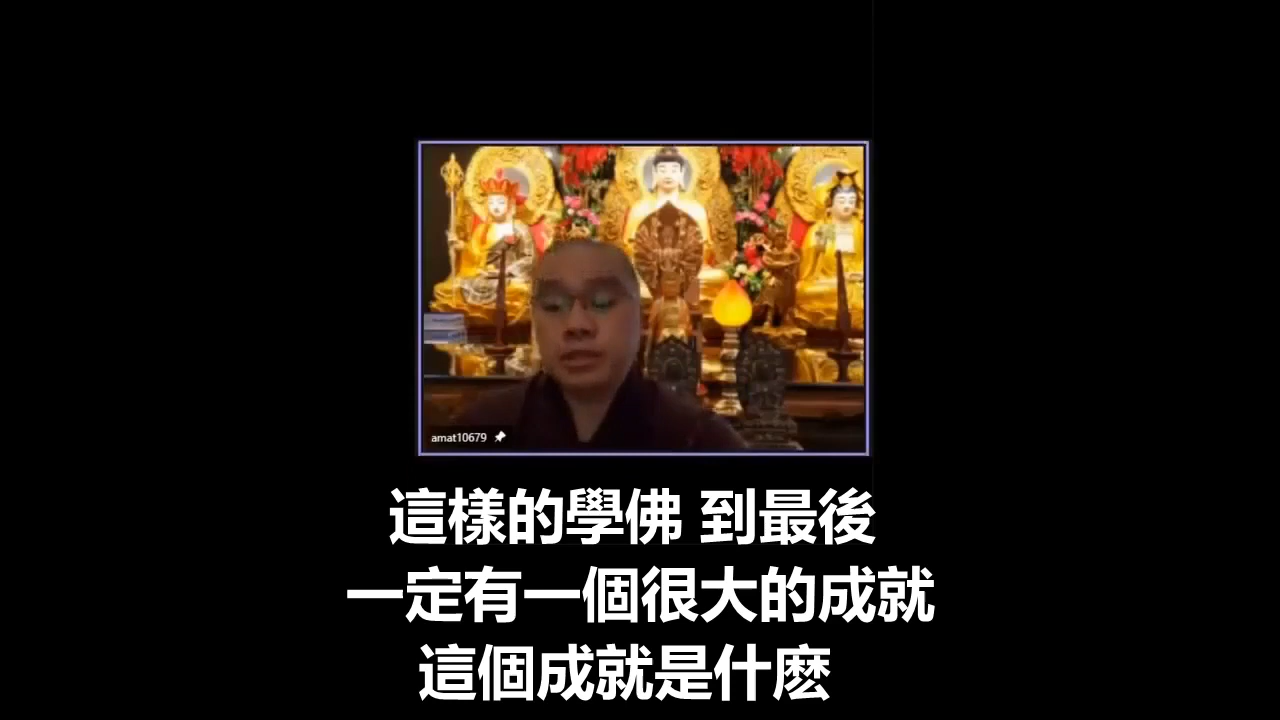 amat10679
這樣的學佛 到最後
一定有一個很大的成就
這個成就是什麽